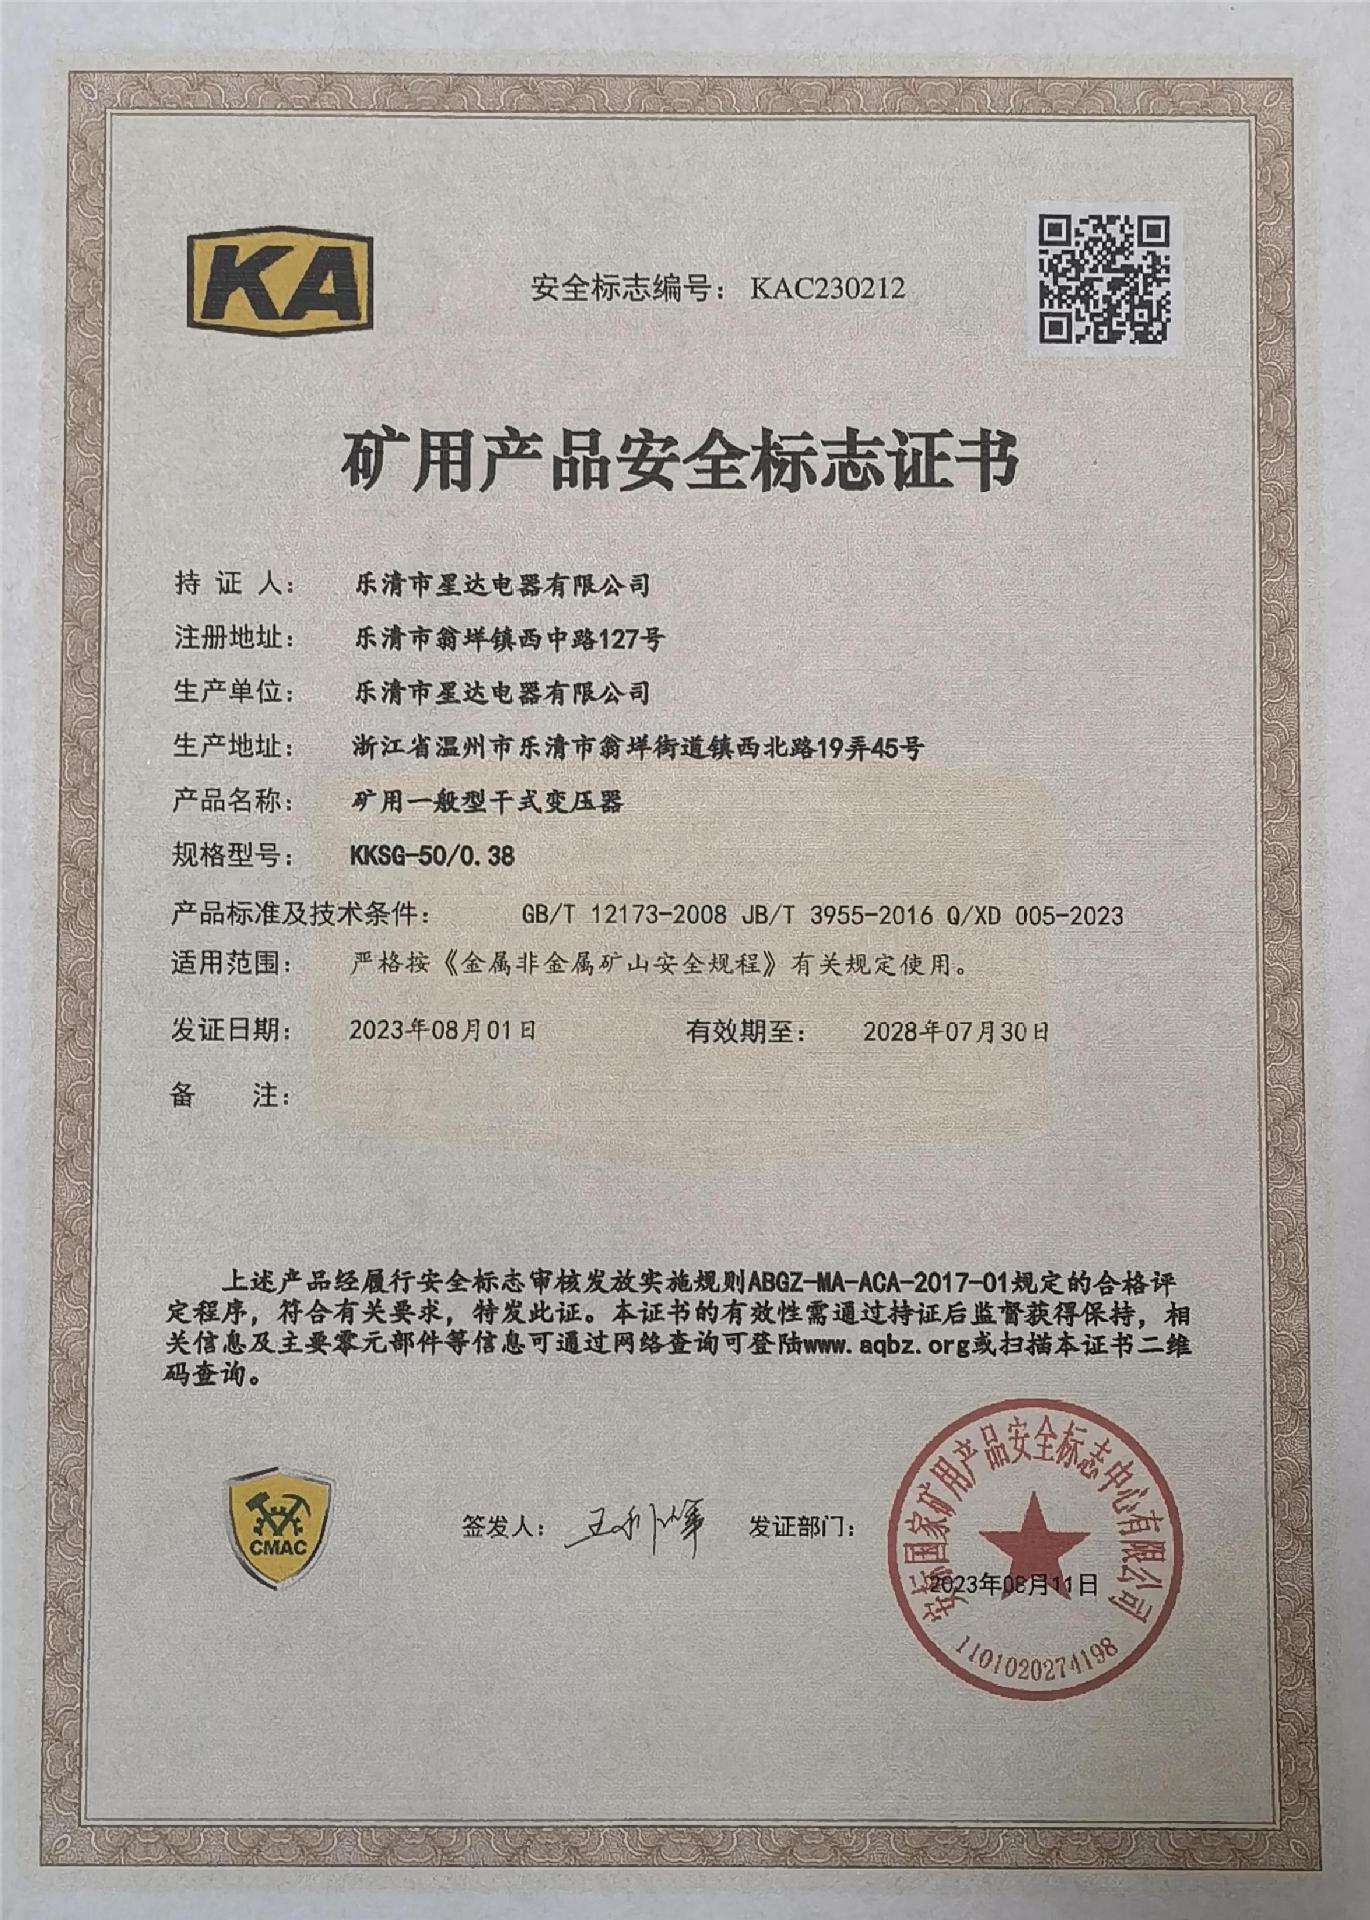 KA
安全标志编号： KAC230212
矿用产品安全标志证书
持 证 人： 乐清市星达电器有限公司
注册地址： 乐清市翁垟镇西中路127号
生产单位： 乐清市星达电器有限公司
生产地址： 浙江省温州市乐清市翁垟街道镇西北路19弄45号
产品名称： 矿用一般型干式变压器
规格型号： KKSG-50/0.38
产品标准及技术条件： GB/T 12173-2008 JB/T 3955-2016 Q/XD 005-2023
适用范围： 严格按《金属非金属矿山安全规程》有关规定使用。
发证日期： 2023年08月01日 有效期至： 2028年07月30日
备 注：
上述产品经履行安全标志审核发放实施规则ABGZ-MA-ACA-2017-01规定的合格评
定程序，符合有关要求，特发此证。本证书的有效性需通过持证后监督获得保持，相
关信息及主要零元部件等信息可通过网络查询可登陆www.aqbz.org或扫描本证书二维
码查询。
CMAC
签发人： 发证部门：
安标国家矿用产品安全标志中心有限公司
2023年08月11日
1101020274198